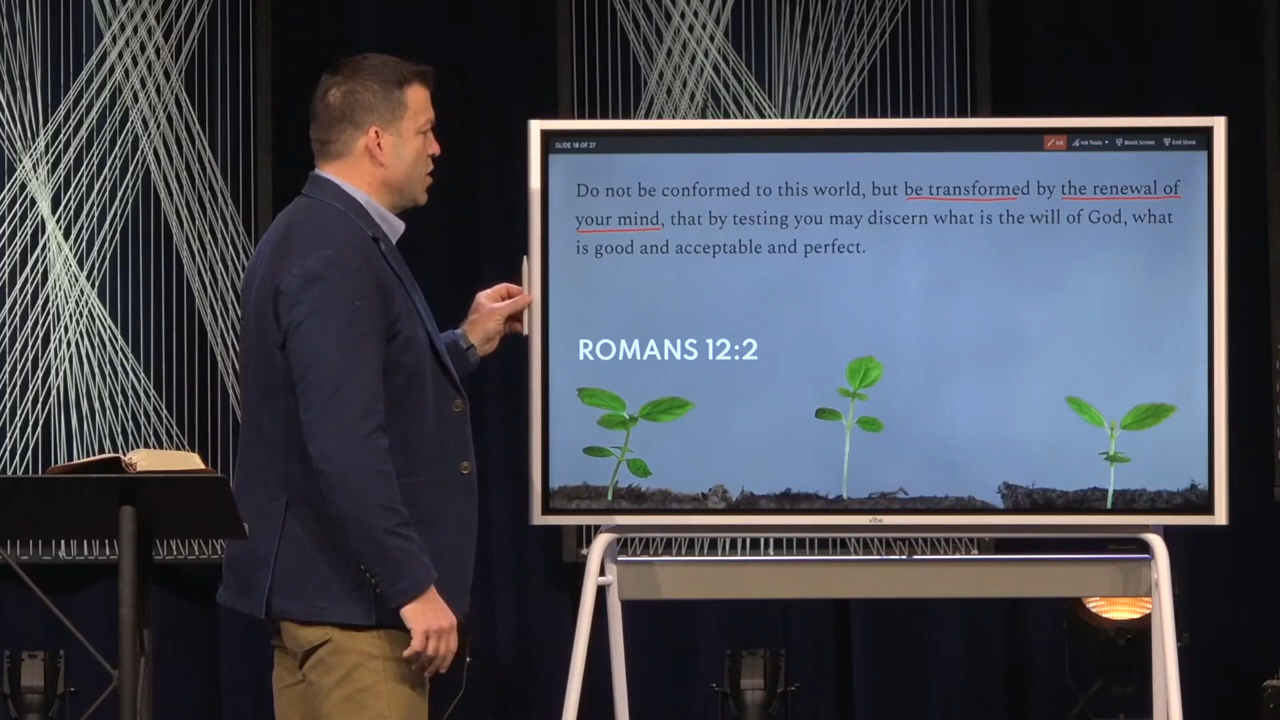 SLIDE 18 OF 27
Ink Ink Tools Blank Screen End Show
Do not be conformed to this world, but be transformed by the renewal of
your mind, that by testing you may discern what is the will of God, what
is good and acceptable and perfect.
ROMANS 12:2
vibe